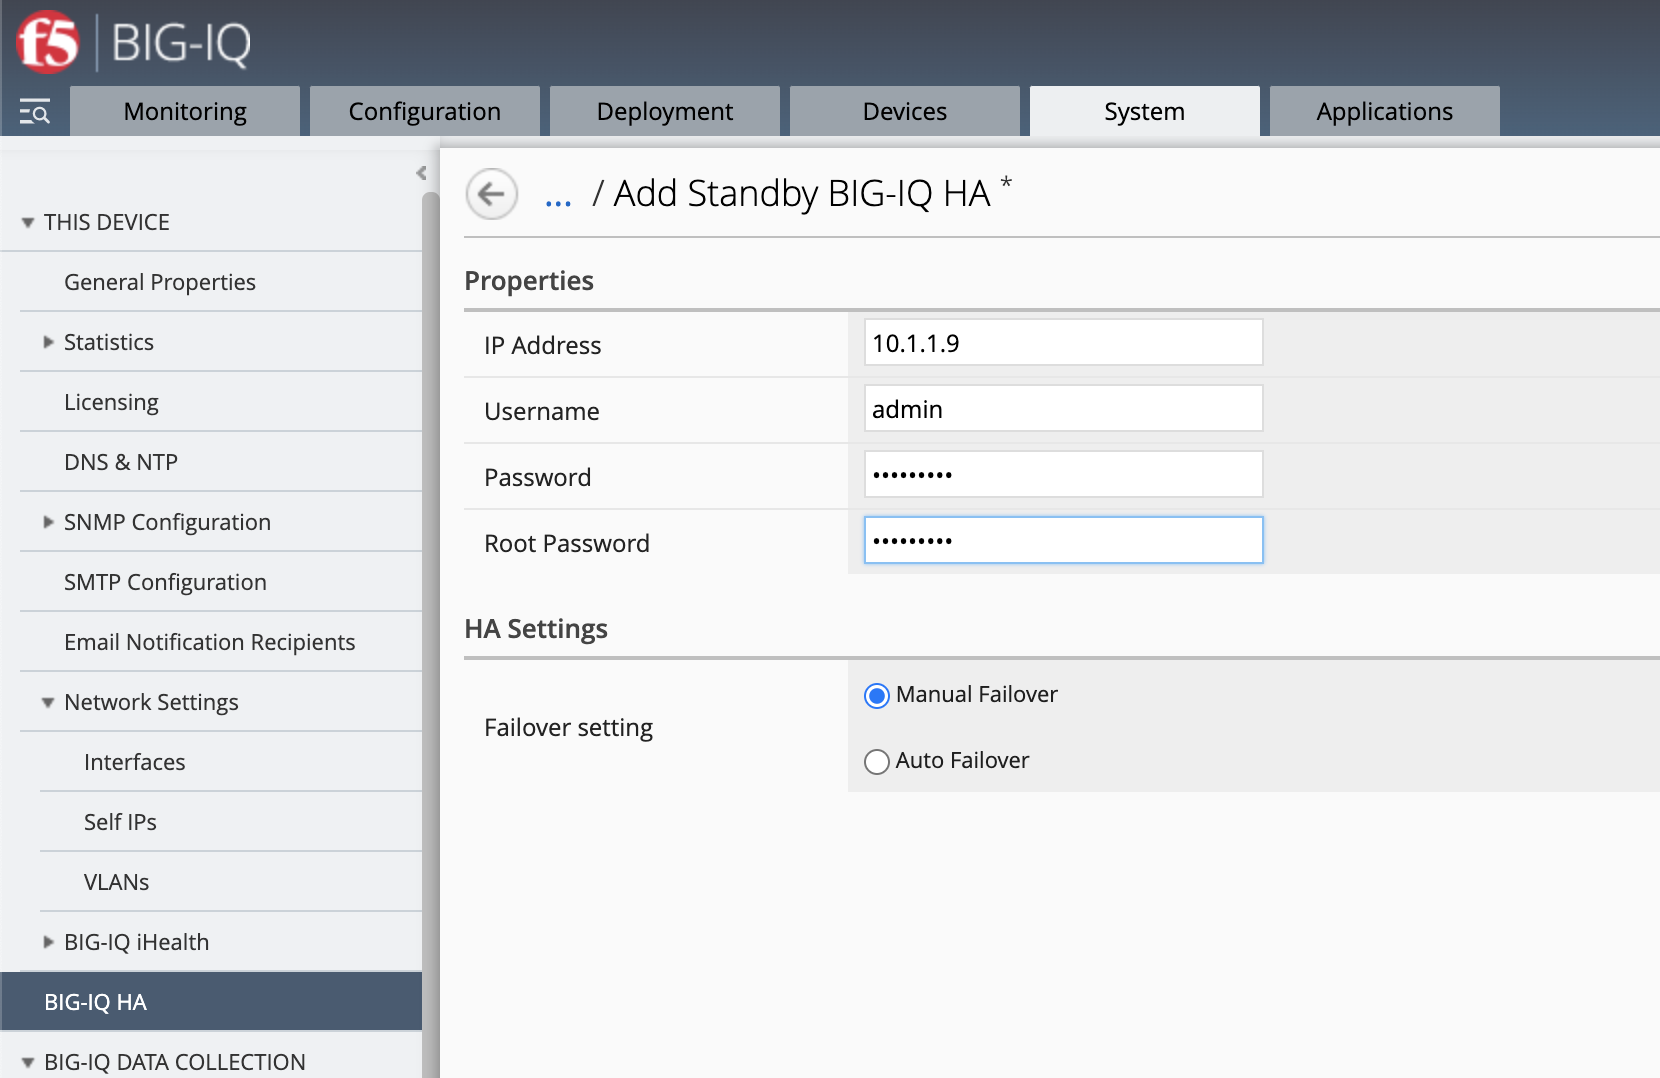 f5 BIG-IQ
Monitoring
Configuration
Deployment
Devices
System
Applications
THIS DEVICE
General Properties
Statistics
Licensing
DNS & NTP
SNMP Configuration
SMTP Configuration
Email Notification Recipients
Network Settings
Interfaces
Self IPs
VLANs
BIG-IQ iHealth
BIG-IQ HA
BIG-IQ DATA COLLECTION
... / Add Standby BIG-IQ HA *
Properties
IP Address 10.1.1.9
Username admin
Password •••••••••
Root Password •••••••••
HA Settings
Failover setting
Manual Failover
Auto Failover